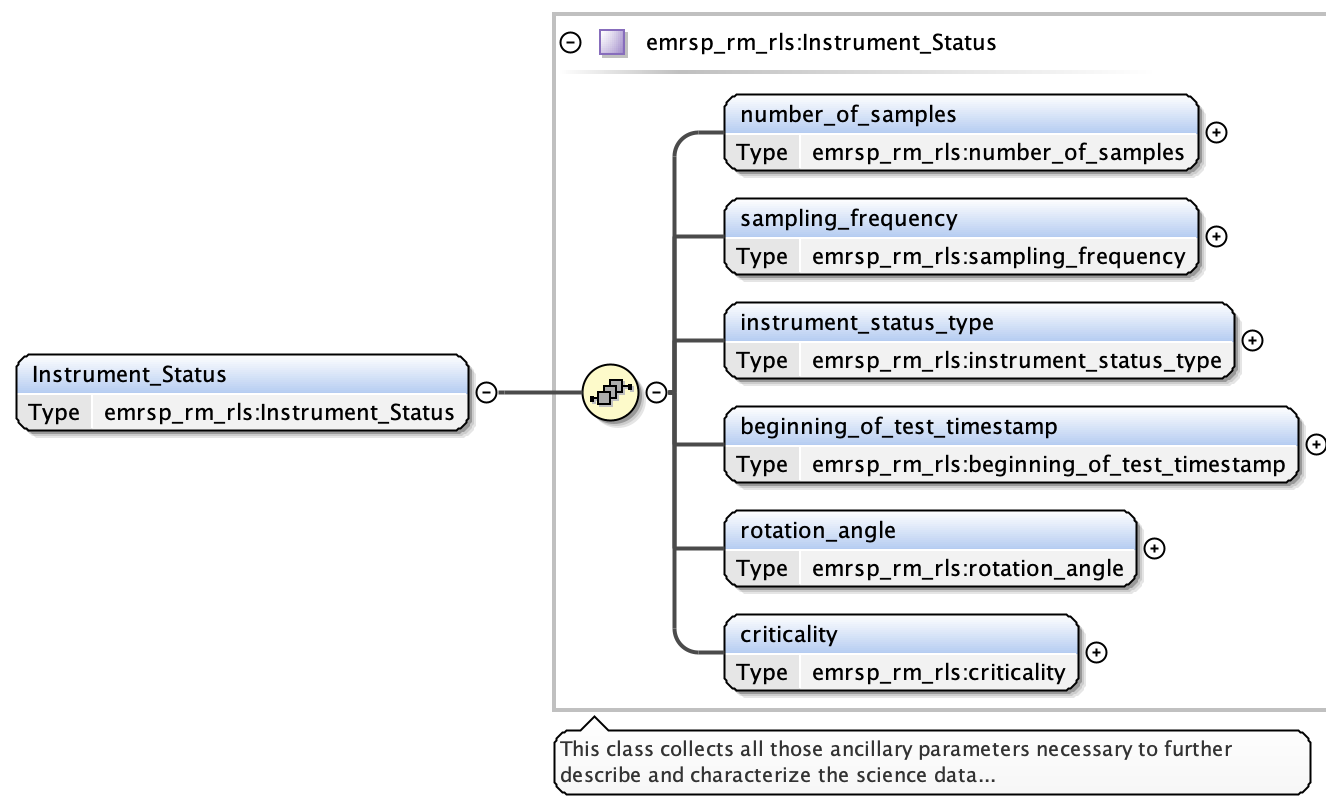 emrsp_rm_rls:Instrument_Status
number_of_samples
Type emrsp_rm_rls:number_of_samples
sampling_frequency
Type emrsp_rm_rls:sampling_frequency
instrument_status_type
Type emrsp_rm_rls:instrument_status_type
Instrument_Status
Type emrsp_rm_rls:Instrument_Status
beginning_of_test_timestamp
Type emrsp_rm_rls:beginning_of_test_timestamp
rotation_angle
Type emrsp_rm_rls:rotation_angle
criticality
Type emrsp_rm_rls:criticality
This class collects all those ancillary parameters necessary to further
describe and characterize the science data...